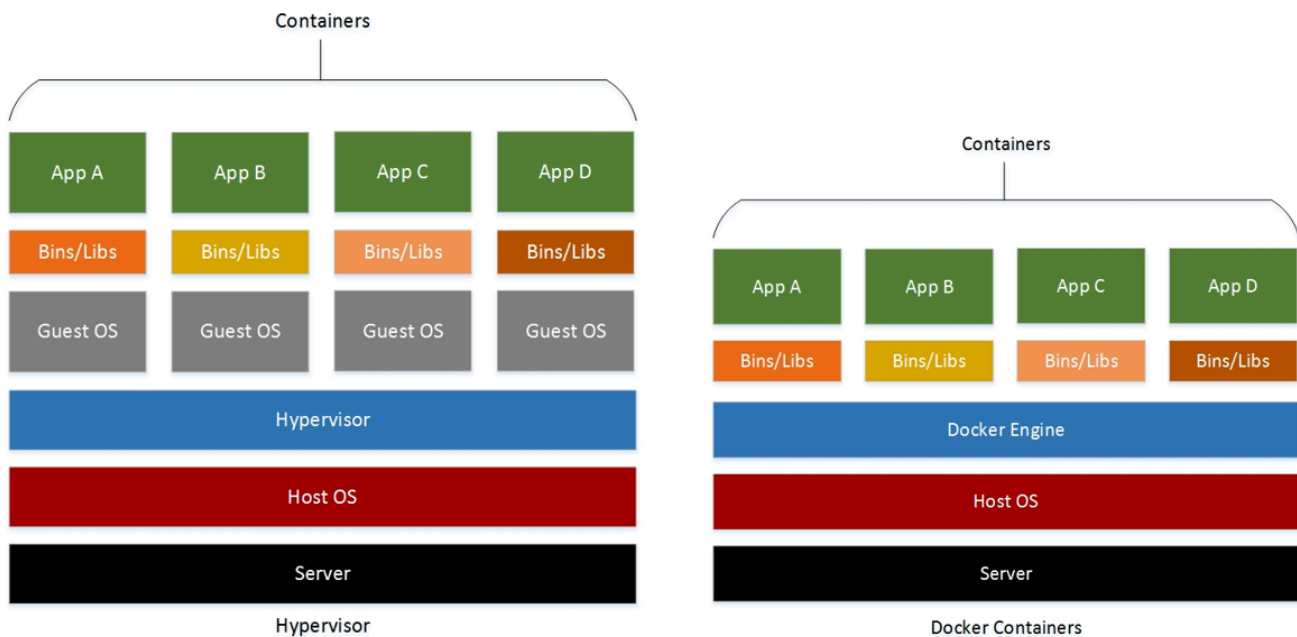 Containers
App A App B App C App D
Bins/Libs Bins/Libs Bins/Libs Bins/Libs
Guest OS Guest OS Guest OS Guest OS
Hypervisor
Host OS
Server
Hypervisor
Containers
App A App B App C App D
Bins/Libs Bins/Libs Bins/Libs Bins/Libs
Docker Engine
Host OS
Server
Docker Containers